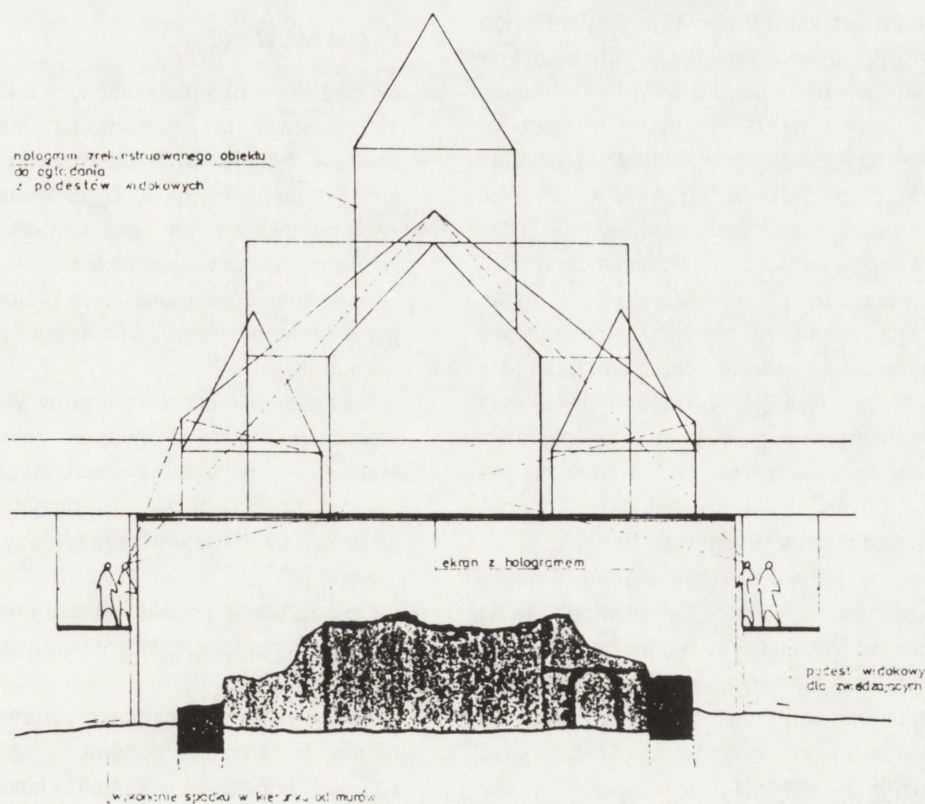 hologram zrekonstruowanego obiektu
do oglądania
z podestów widokowych
ekran z hologramem
podest widokowy
dla zwiedzających
wykonanie spadku w kierunku od murów